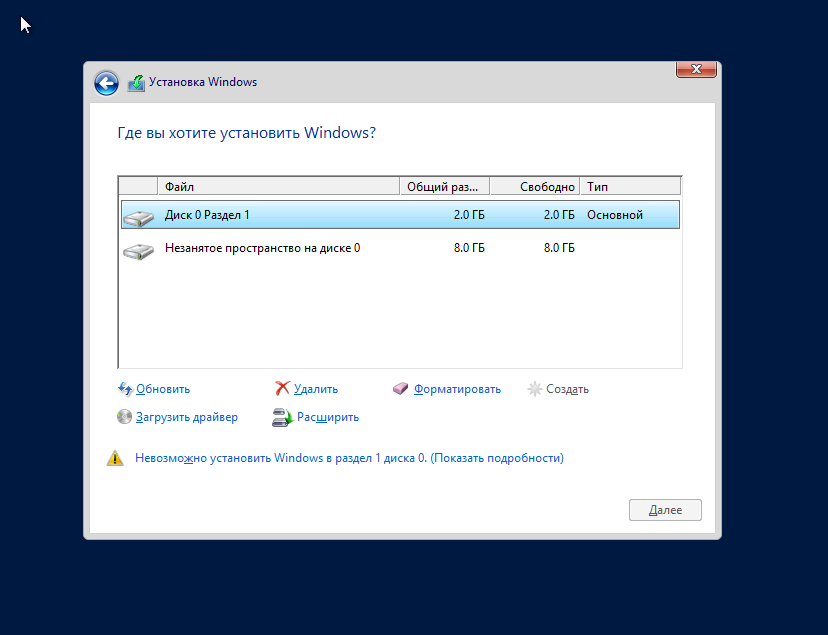 Установка Windows
Где вы хотите установить Windows?
Файл Общий раз... Свободно Тип
Диск 0 Раздел 1 2.0 ГБ 2.0 ГБ Основной
Незанятое пространство на диске 0 8.0 ГБ 8.0 ГБ
Обновить Удалить Форматировать Создать
Загрузить драйвер Расширить
Невозможно установить Windows в раздел 1 диска 0. (Показать подробности)
Далее